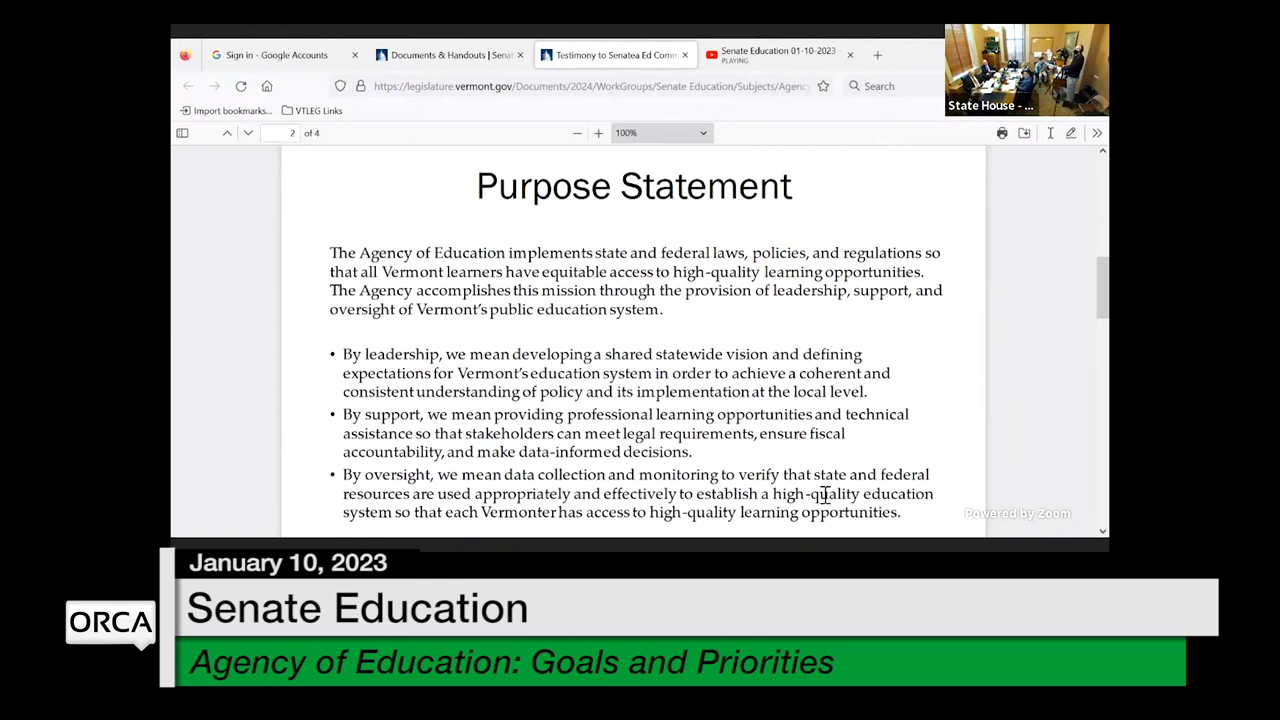 Sign in - Google Accounts
Documents & Handouts | Senat
Testimony to Senatea Ed Comm
Senate Education 01-10-2023 -
PLAYING
https://legislature.vermont.gov/Documents/2024/WorkGroups/Senate Education/Subjects/Agenc
Search
State House - ...
Import bookmarks...
VTLEG Links
2 of 4
100%
Purpose Statement
The Agency of Education implements state and federal laws, policies, and regulations so
that all Vermont learners have equitable access to high-quality learning opportunities.
The Agency accomplishes this mission through the provision of leadership, support, and
oversight of Vermont's public education system.
• By leadership, we mean developing a shared statewide vision and defining
expectations for Vermont's education system in order to achieve a coherent and
consistent understanding of policy and its implementation at the local level.
• By support, we mean providing professional learning opportunities and technical
assistance so that stakeholders can meet legal requirements, ensure fiscal
accountability, and make data-informed decisions.
• By oversight, we mean data collection and monitoring to verify that state and federal
resources are used appropriately and effectively to establish a high-quality education
system so that each Vermonter has access to high-quality learning opportunities.
Powered by Zoom
January 10, 2023
ORCA
Senate Education
Agency of Education: Goals and Priorities